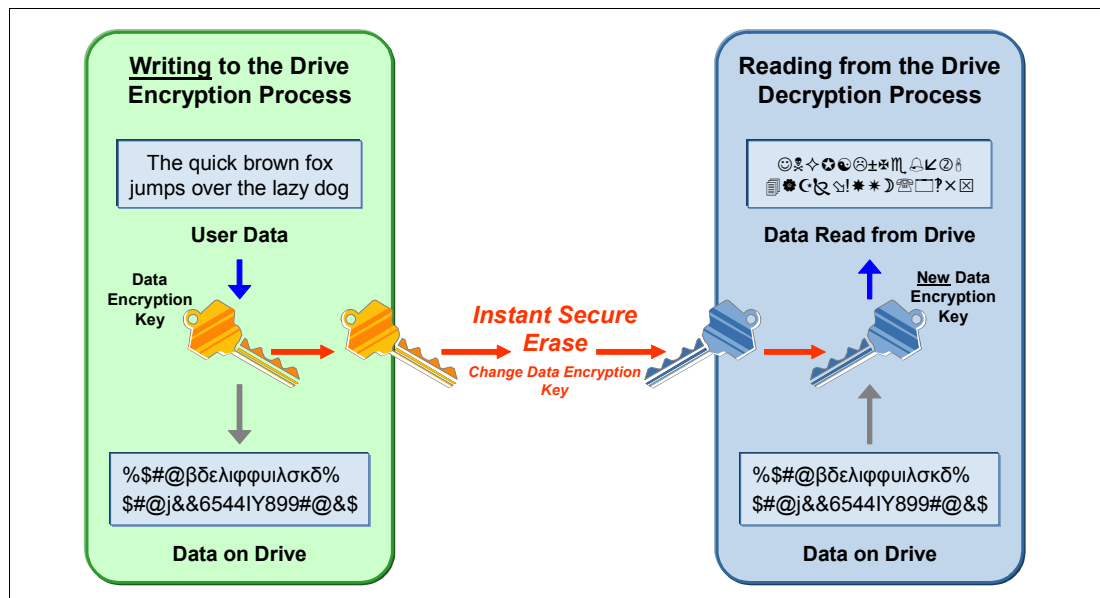 Writing to the Drive
Encryption Process
The quick brown fox
jumps over the lazy dog
User Data
Data
Encryption
Key
%$#@βδελιφφυιλσκδ%
$#@j&&6544IY899#@&$
Data on Drive
Instant Secure
Erase
Change Data Encryption
Key
Reading from the Drive
Decryption Process
Data Read from Drive
New Data
Encryption
Key
%$#@βδελιφφυιλσκδ%
$#@j&&6544IY899#@&$
Data on Drive